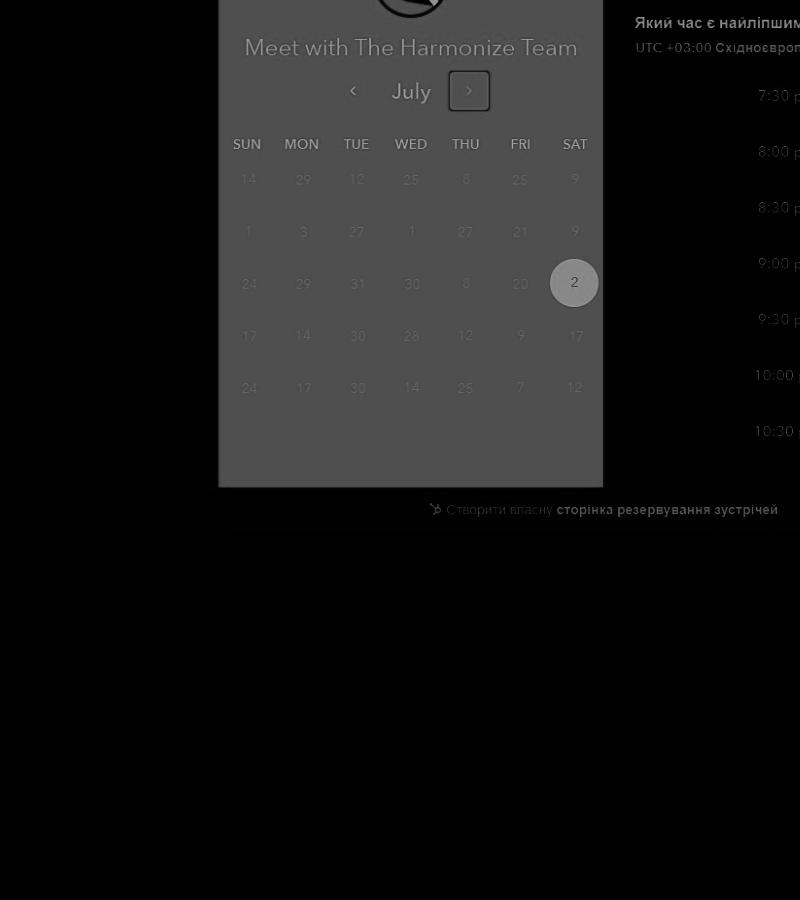 Meet with The Harmonize Team
July
SUN MON TUE WED THU FRI SAT
14 29 12 25 8 25 9
1 3 27 1 27 21 9
24 29 31 30 8 20 2
17 14 30 28 12 9 17
24 17 30 14 25 7 12
Який час є найліпшим
UTC +03:00
7:30
8:00
8:30
9:00
9:30
10:00
10:30
Створити власну сторінка резервування зустрічей